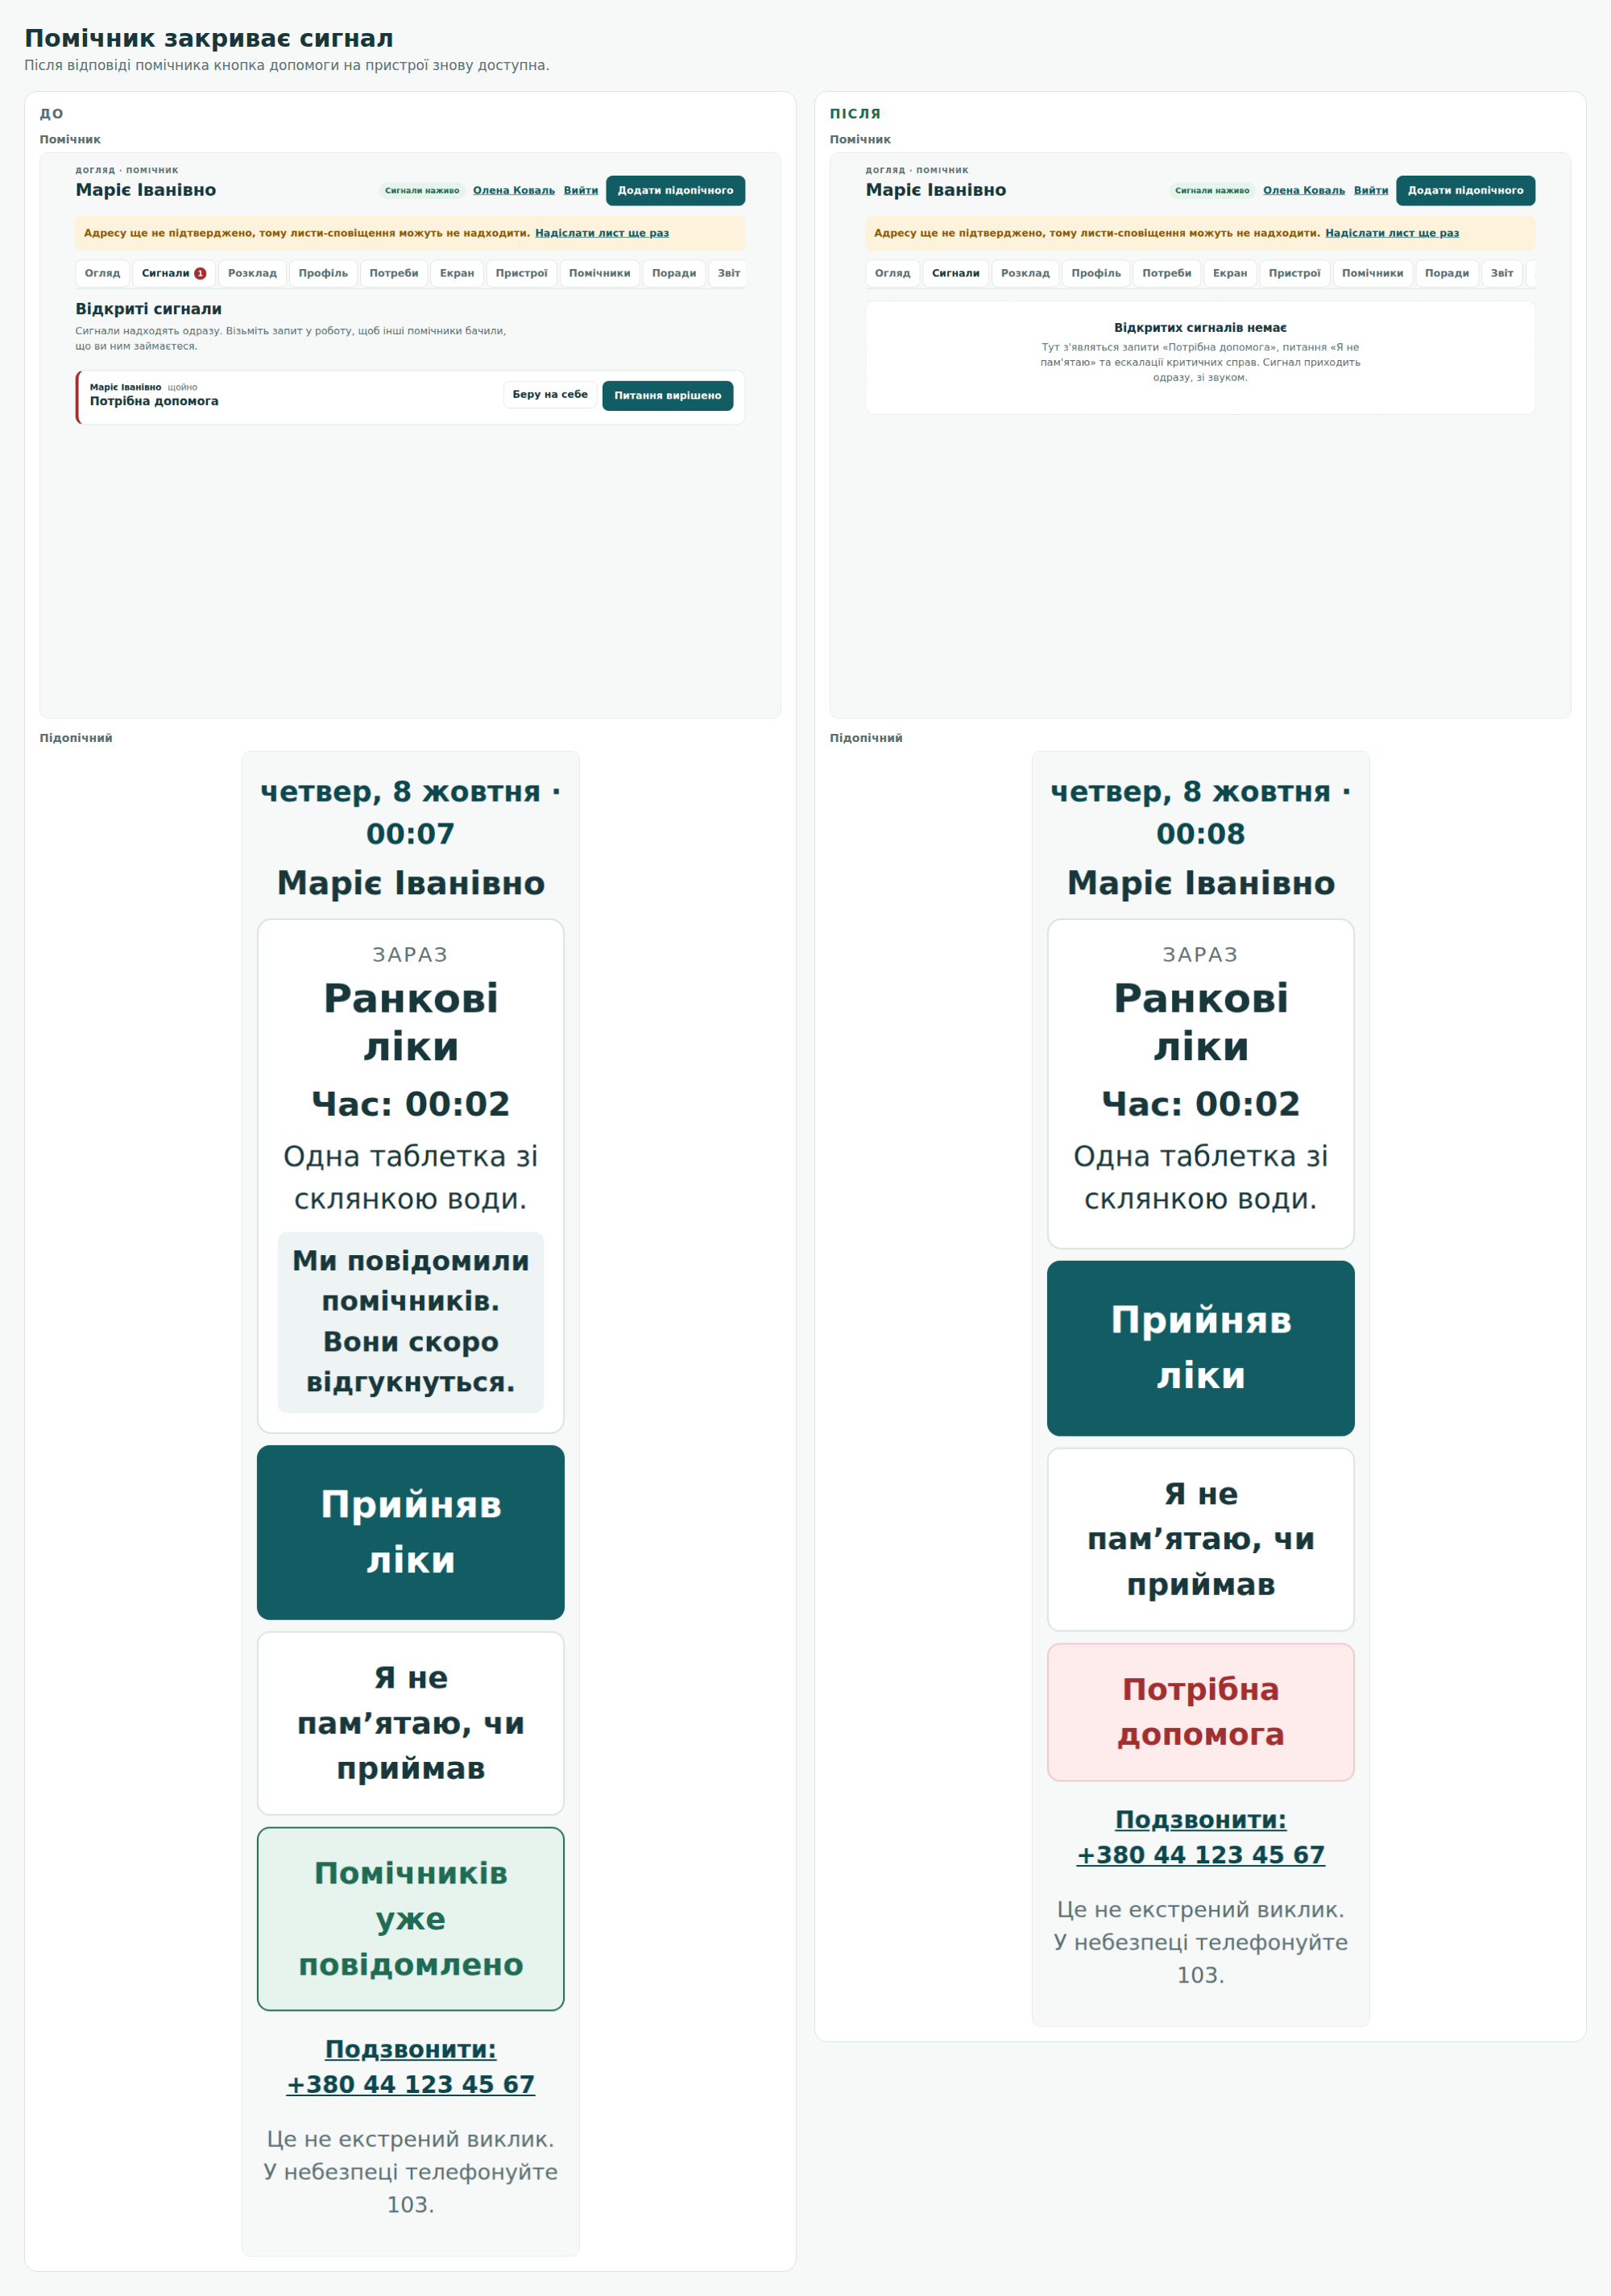 Помічник закриває сигнал
Після відповіді помічника кнопка допомоги на пристрої знову доступна.
ДО
Помічник
ДОГЛЯД · ПОМІЧНИК
Маріє Іванівно
Сигнали наживо
Олена Коваль
Вийти
Додати підопічного
Адресу ще не підтверджено, тому листи-сповіщення можуть не надходити. Надіслати лист ще раз
Огляд
Сигнали 1
Розклад
Профіль
Потреби
Екран
Пристрої
Помічники
Поради
Звіт
Відкриті сигнали
Сигнали надходять одразу. Візьміть запит у роботу, щоб інші помічники бачили,
що ви ним займаєтеся.
Маріє Іванівно щойно
Потрібна допомога
Беру на себе
Питання вирішено
Підопічний
четвер, 8 жовтня ·
00:07
Маріє Іванівно
ЗАРАЗ
Ранкові
ліки
Час: 00:02
Одна таблетка зі
склянкою води.
Ми повідомили
помічників.
Вони скоро
відгукнуться.
Прийняв
ліки
Я не
пам’ятаю, чи
приймав
Помічників
уже
повідомлено
Подзвонити:
+380 44 123 45 67
Це не екстрений виклик.
У небезпеці телефонуйте
103.
ПІСЛЯ
Помічник
ДОГЛЯД · ПОМІЧНИК
Маріє Іванівно
Сигнали наживо
Олена Коваль
Вийти
Додати підопічного
Адресу ще не підтверджено, тому листи-сповіщення можуть не надходити. Надіслати лист ще раз
Огляд
Сигнали
Розклад
Профіль
Потреби
Екран
Пристрої
Помічники
Поради
Звіт
Відкритих сигналів немає
Тут з'являться запити «Потрібна допомога», питання «Я не
пам'ятаю» та ескалації критичних справ. Сигнал приходить
одразу, зі звуком.
Підопічний
четвер, 8 жовтня ·
00:08
Маріє Іванівно
ЗАРАЗ
Ранкові
ліки
Час: 00:02
Одна таблетка зі
склянкою води.
Прийняв
ліки
Я не
пам’ятаю, чи
приймав
Потрібна
допомога
Подзвонити:
+380 44 123 45 67
Це не екстрений виклик.
У небезпеці телефонуйте
103.